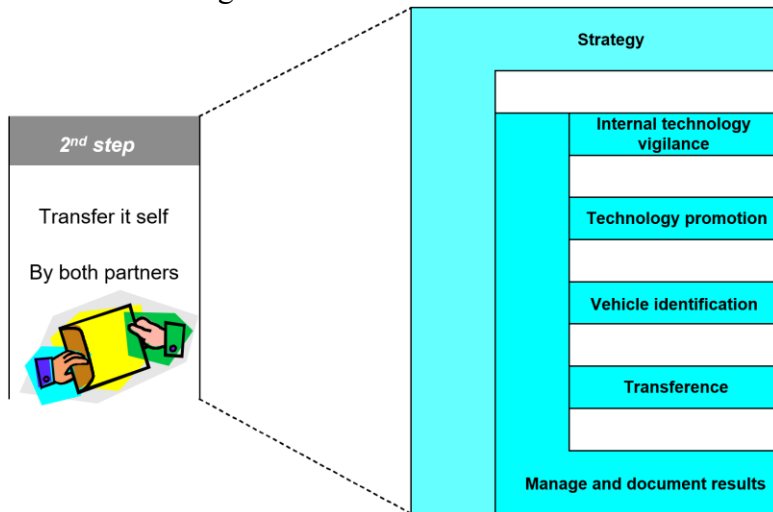 2nd step
Transfer it self
By both partners
Strategy
Internal technology
vigilance
Technology promotion
Vehicle identification
Transference
Manage and document results